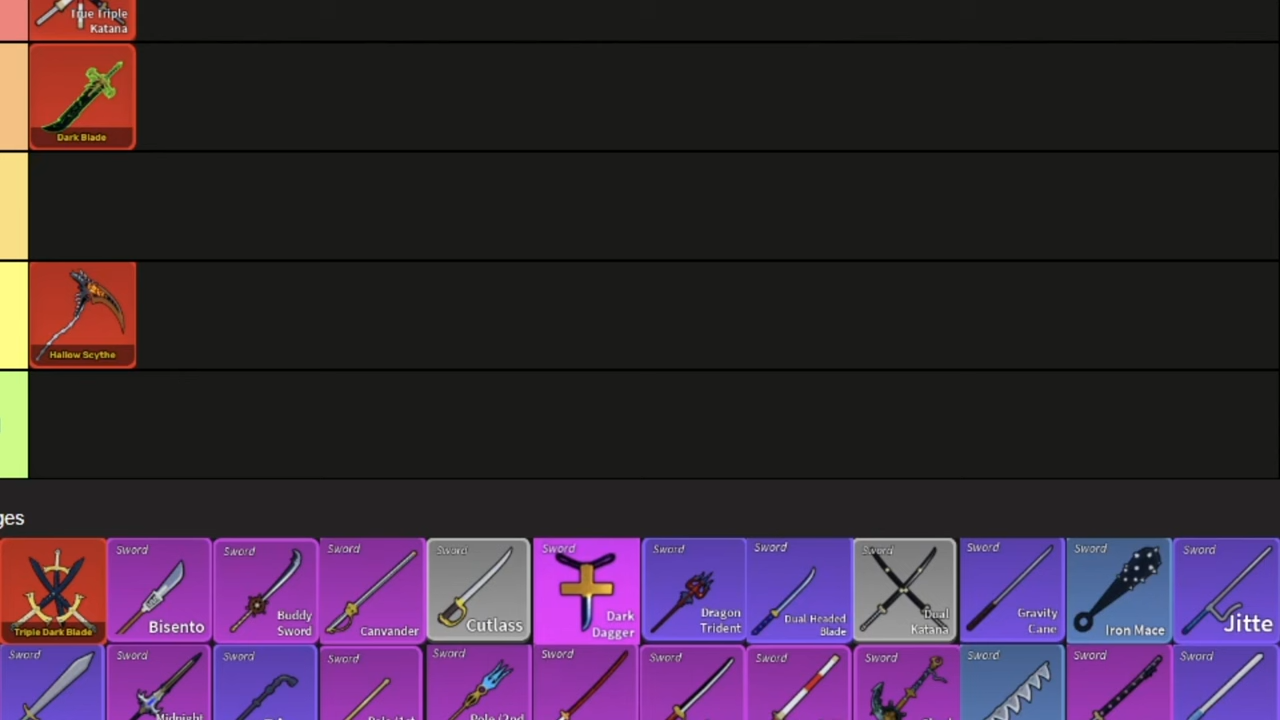 True Triple
Katana
Dark Blade
Hallow Scythe
ges
Triple Dark Blade
Sword
Bisento
Sword
Buddy
Sword
Sword
Canvander
Sword
Cutlass
Sword
Dark
Dagger
Sword
Dragon
Trident
Sword
Dual Headed
Blade
Sword
Dual
Katana
Sword
Gravity
Cane
Sword
Iron Mace
Sword
Jitte
Sword
Sword
Midnight
Sword
Sword
Sword
Sword
Sword
Sword
Sword
Sword
Sword
Sword